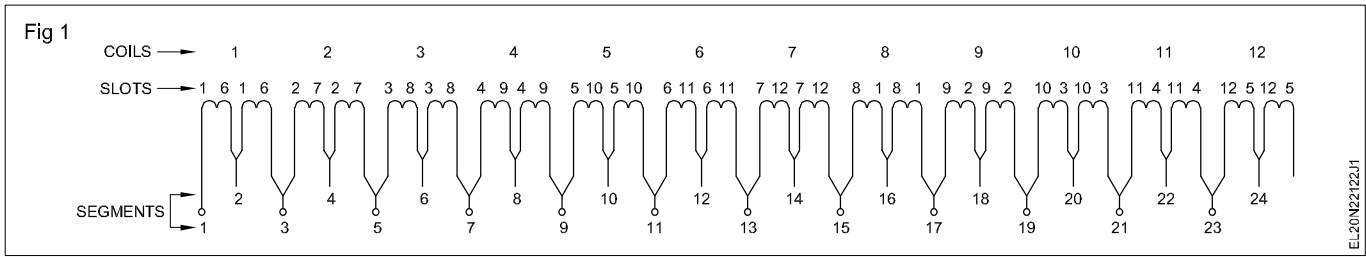 Fig 1
COILS 1 2 3 4 5 6 7 8 9 10 11 12
SLOTS 1 6 1 6 2 7 2 7 3 8 3 8 4 9 4 9 5 10 5 10 6 11 6 11 7 12 7 12 8 1 8 1 9 2 9 2 10 3 10 3 11 4 11 4 12 5 12 5
2 4 6 8 10 12 14 16 18 20 22 24
SEGMENTS
1 3 5 7 9 11 13 15 17 19 21 23
EL20N22122J1